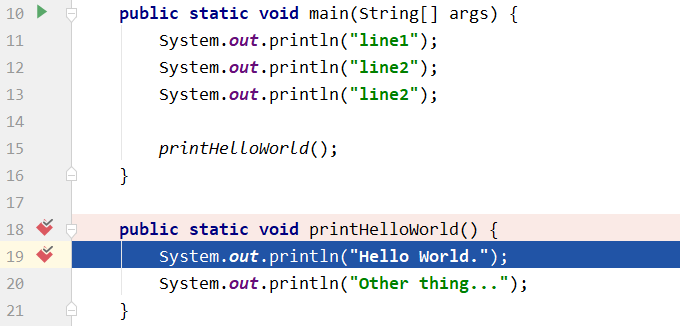 10 public static void main(String[] args) {
11 System.out.println("line1");
12 System.out.println("line2");
13 System.out.println("line2");
14
15 printHelloWorld();
16 }
17
18 public static void printHelloWorld() {
19 System.out.println("Hello World.");
20 System.out.println("Other thing...");
21 }